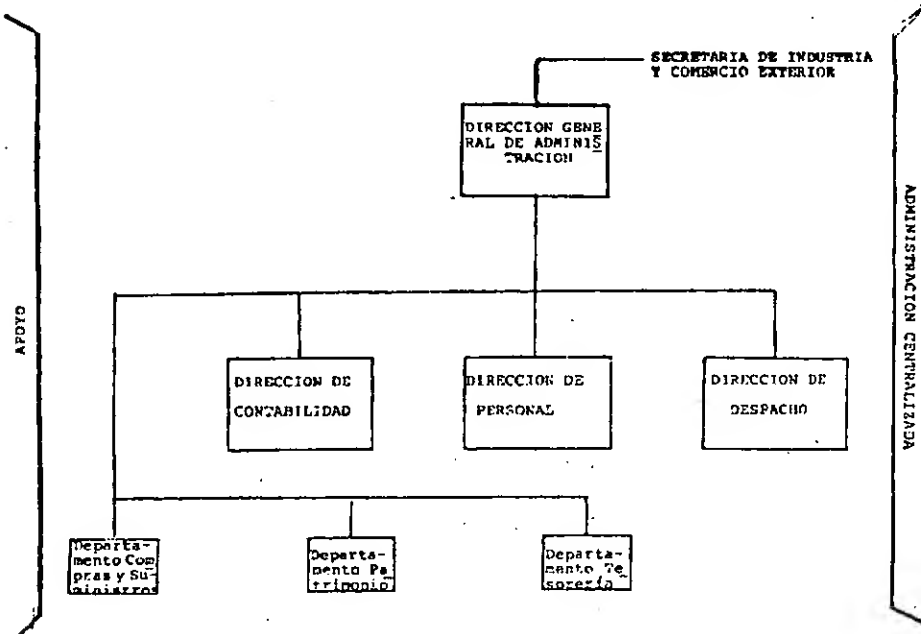 SECRETARIA DE INDUSTRIA
Y COMERCIO EXTERIOR
DIRECCION GENE
RAL DE ADMINIS
TRACION
APOYO
ADMINISTRACION CENTRALIZADA
DIRECCION DE
CONTABILIDAD
DIRECCION DE
PERSONAL
DIRECCION DE
DESPACHO
Departa-
mento Com
pras y Su-
ministros
Departa-
mento Pa
trimonio
Departa-
mento Te
sorería